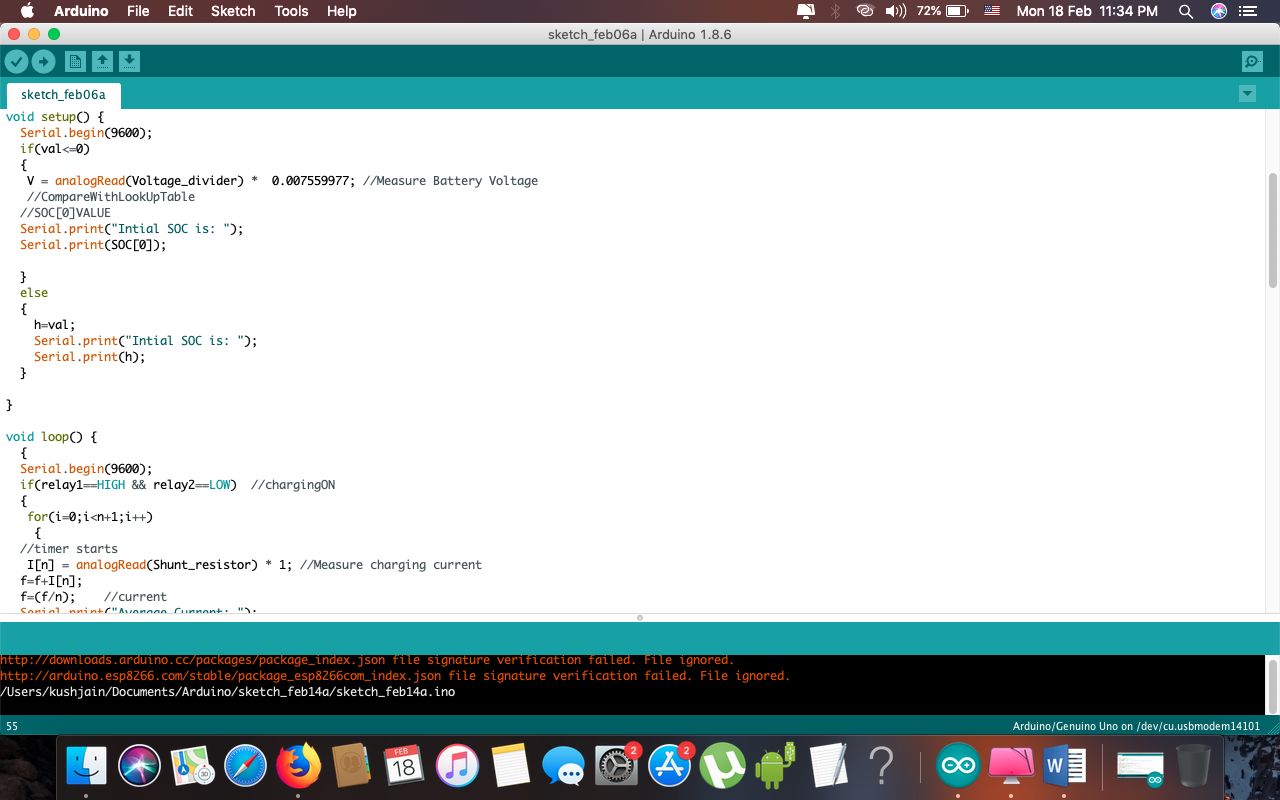 Arduino File Edit Sketch Tools Help 72% Mon 18 Feb 11:34 PM
sketch_feb06a | Arduino 1.8.6
sketch_feb06a
void setup() {
  Serial.begin(9600);
  if(val<=0)
  {
   V = analogRead(Voltage_divider) *  0.007559977; //Measure Battery Voltage
   //CompareWithLookUpTable
  //SOC[0]VALUE
  Serial.print("Intial SOC is: ");
  Serial.print(SOC[0]);
  }
  else
  {
    h=val;
    Serial.print("Intial SOC is: ");
    Serial.print(h);
  }
}
void loop() {
  {
  Serial.begin(9600);
  if(relay1==HIGH && relay2==LOW)  //chargingON
  {
   for(i=0;i<n+1;i++)
    {
  //timer starts
   I[n] = analogRead(Shunt_resistor) * 1; //Measure charging current
  f=f+I[n];
  f=(f/n);    //current
  Serial.print("Average Current: ");
http://downloads.arduino.cc/packages/package_index.json file signature verification failed. File ignored.
http://arduino.esp8266.com/stable/package_esp8266com_index.json file signature verification failed. File ignored.
/Users/kushjain/Documents/Arduino/sketch_feb14a/sketch_feb14a.ino
55 Arduino/Genuino Uno on /dev/cu.usbmodem14101
FEB
18
2
2
W